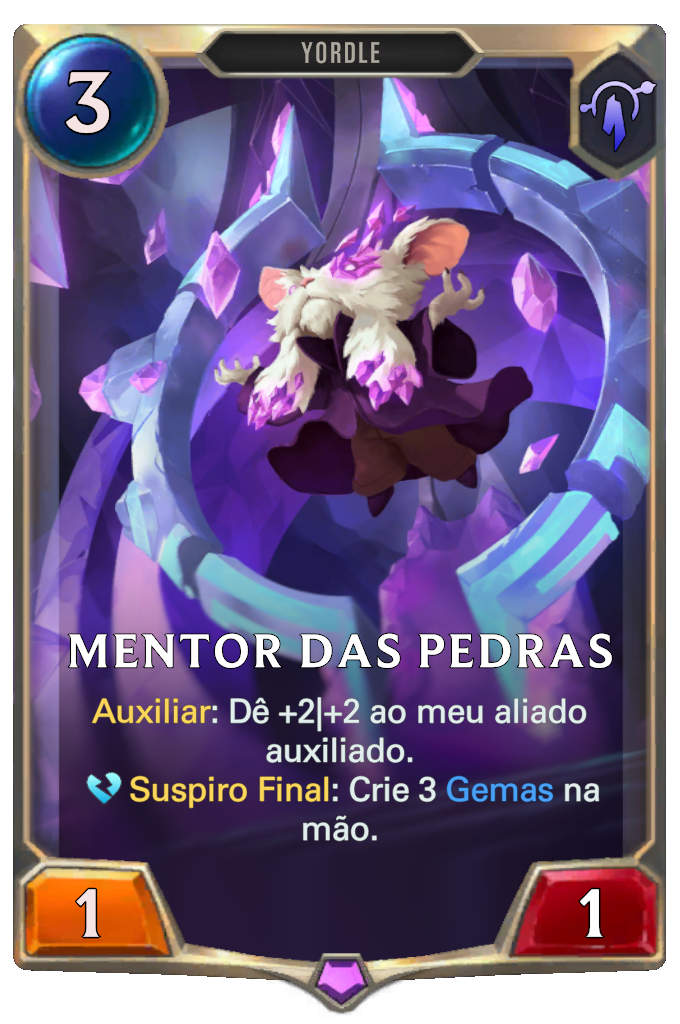 YORDLE
3
MENTOR DAS PEDRAS
Auxiliar: Dê +2|+2 ao meu aliado
auxiliado.
Suspiro Final: Crie 3 Gemas na
mão.
1
1